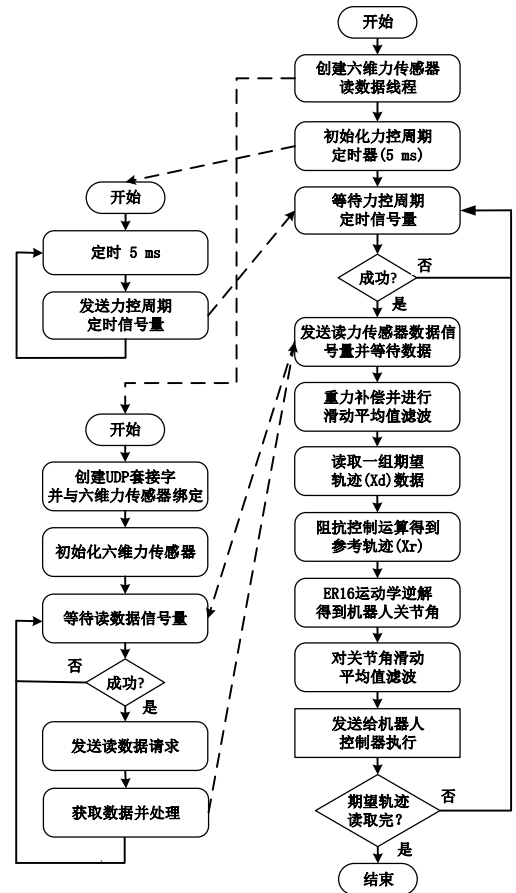 开始
创建六维力传感器
读数据线程
初始化力控周期
定时器(5 ms)
等待力控周期
定时信号量
成功?
否
是
发送读力传感器数据信
号量并等待数据
重力补偿并进行
滑动平均值滤波
读取一组期望
轨迹(Xd)数据
阻抗控制运算得到
参考轨迹(Xr)
ER16运动学逆解
得到机器人关节角
对关节角滑动
平均值滤波
发送给机器人
控制器执行
期望轨迹
读取完?
否
是
结束
开始
定时 5 ms
发送力控周期
定时信号量
开始
创建UDP套接字
并与六维力传感器绑定
初始化六维力传感器
等待读数据信号量
否
成功?
是
发送读数据请求
获取数据并处理